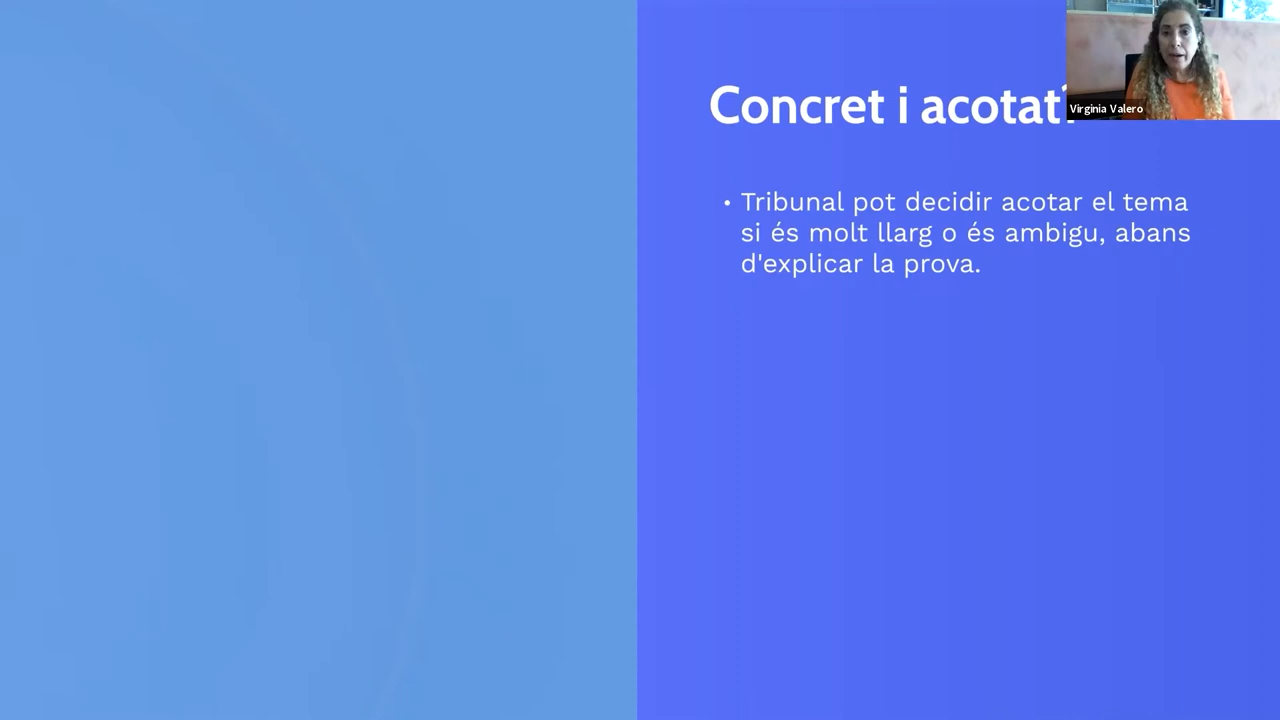 Concret i acotat?
Virginia Valero
• Tribunal pot decidir acotar el tema
si és molt llarg o és ambigu, abans
d'explicar la prova.